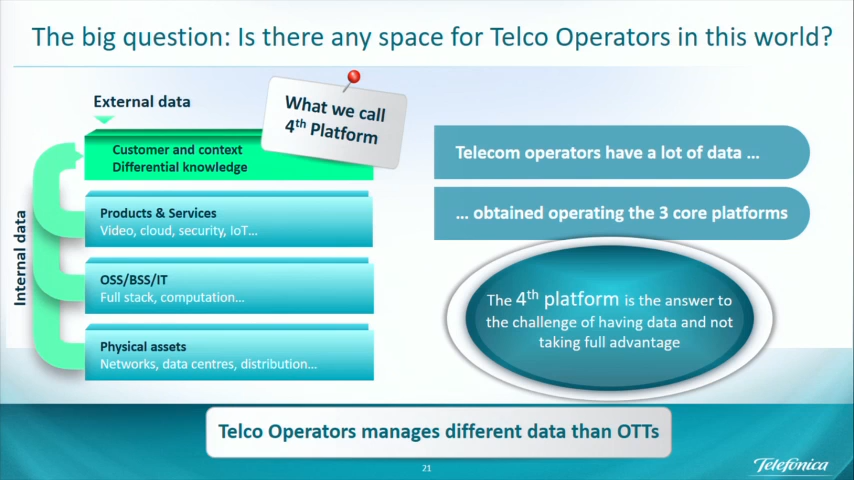 The big question: Is there any space for Telco Operators in this world?
External data
What we call
4th Platform
Customer and context
Differential knowledge
Products & Services
Video, cloud, security, IoT...
OSS/BSS/IT
Full stack, computation...
Physical assets
Networks, data centres, distribution...
Internal data
Telecom operators have a lot of data ...
... obtained operating the 3 core platforms
The 4th platform is the answer to
the challenge of having data and not
taking full advantage
Telco Operators manages different data than OTTs
21
Telefónica